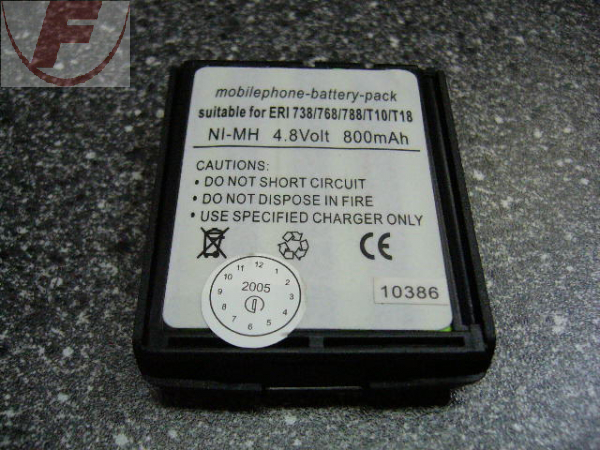 F
mobilephone-battery-pack
suitable for ERI 738/768/788/T10/T18
NI-MH 4.8Volt 800mAh
CAUTIONS:
• DO NOT SHORT CIRCUIT
• DO NOT DISPOSE IN FIRE
• USE SPECIFIED CHARGER ONLY
CE
12 1 2 3 4 5 6 7 8 9 10 11
2005
10386